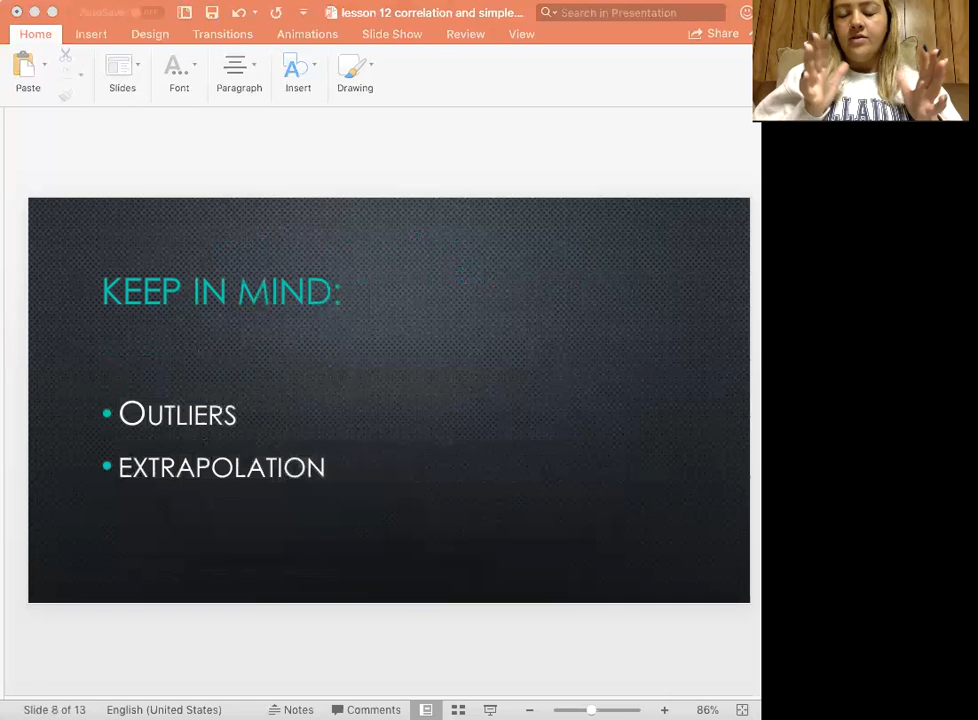 AutoSave OFF
lesson 12 correlation and simple...
Search in Presentation
Home Insert Design Transitions Animations Slide Show Review View Share
Paste Slides Font Paragraph Insert Drawing
KEEP IN MIND:
• OUTLIERS
• EXTRAPOLATION
Slide 8 of 13 English (United States) Notes Comments 86%